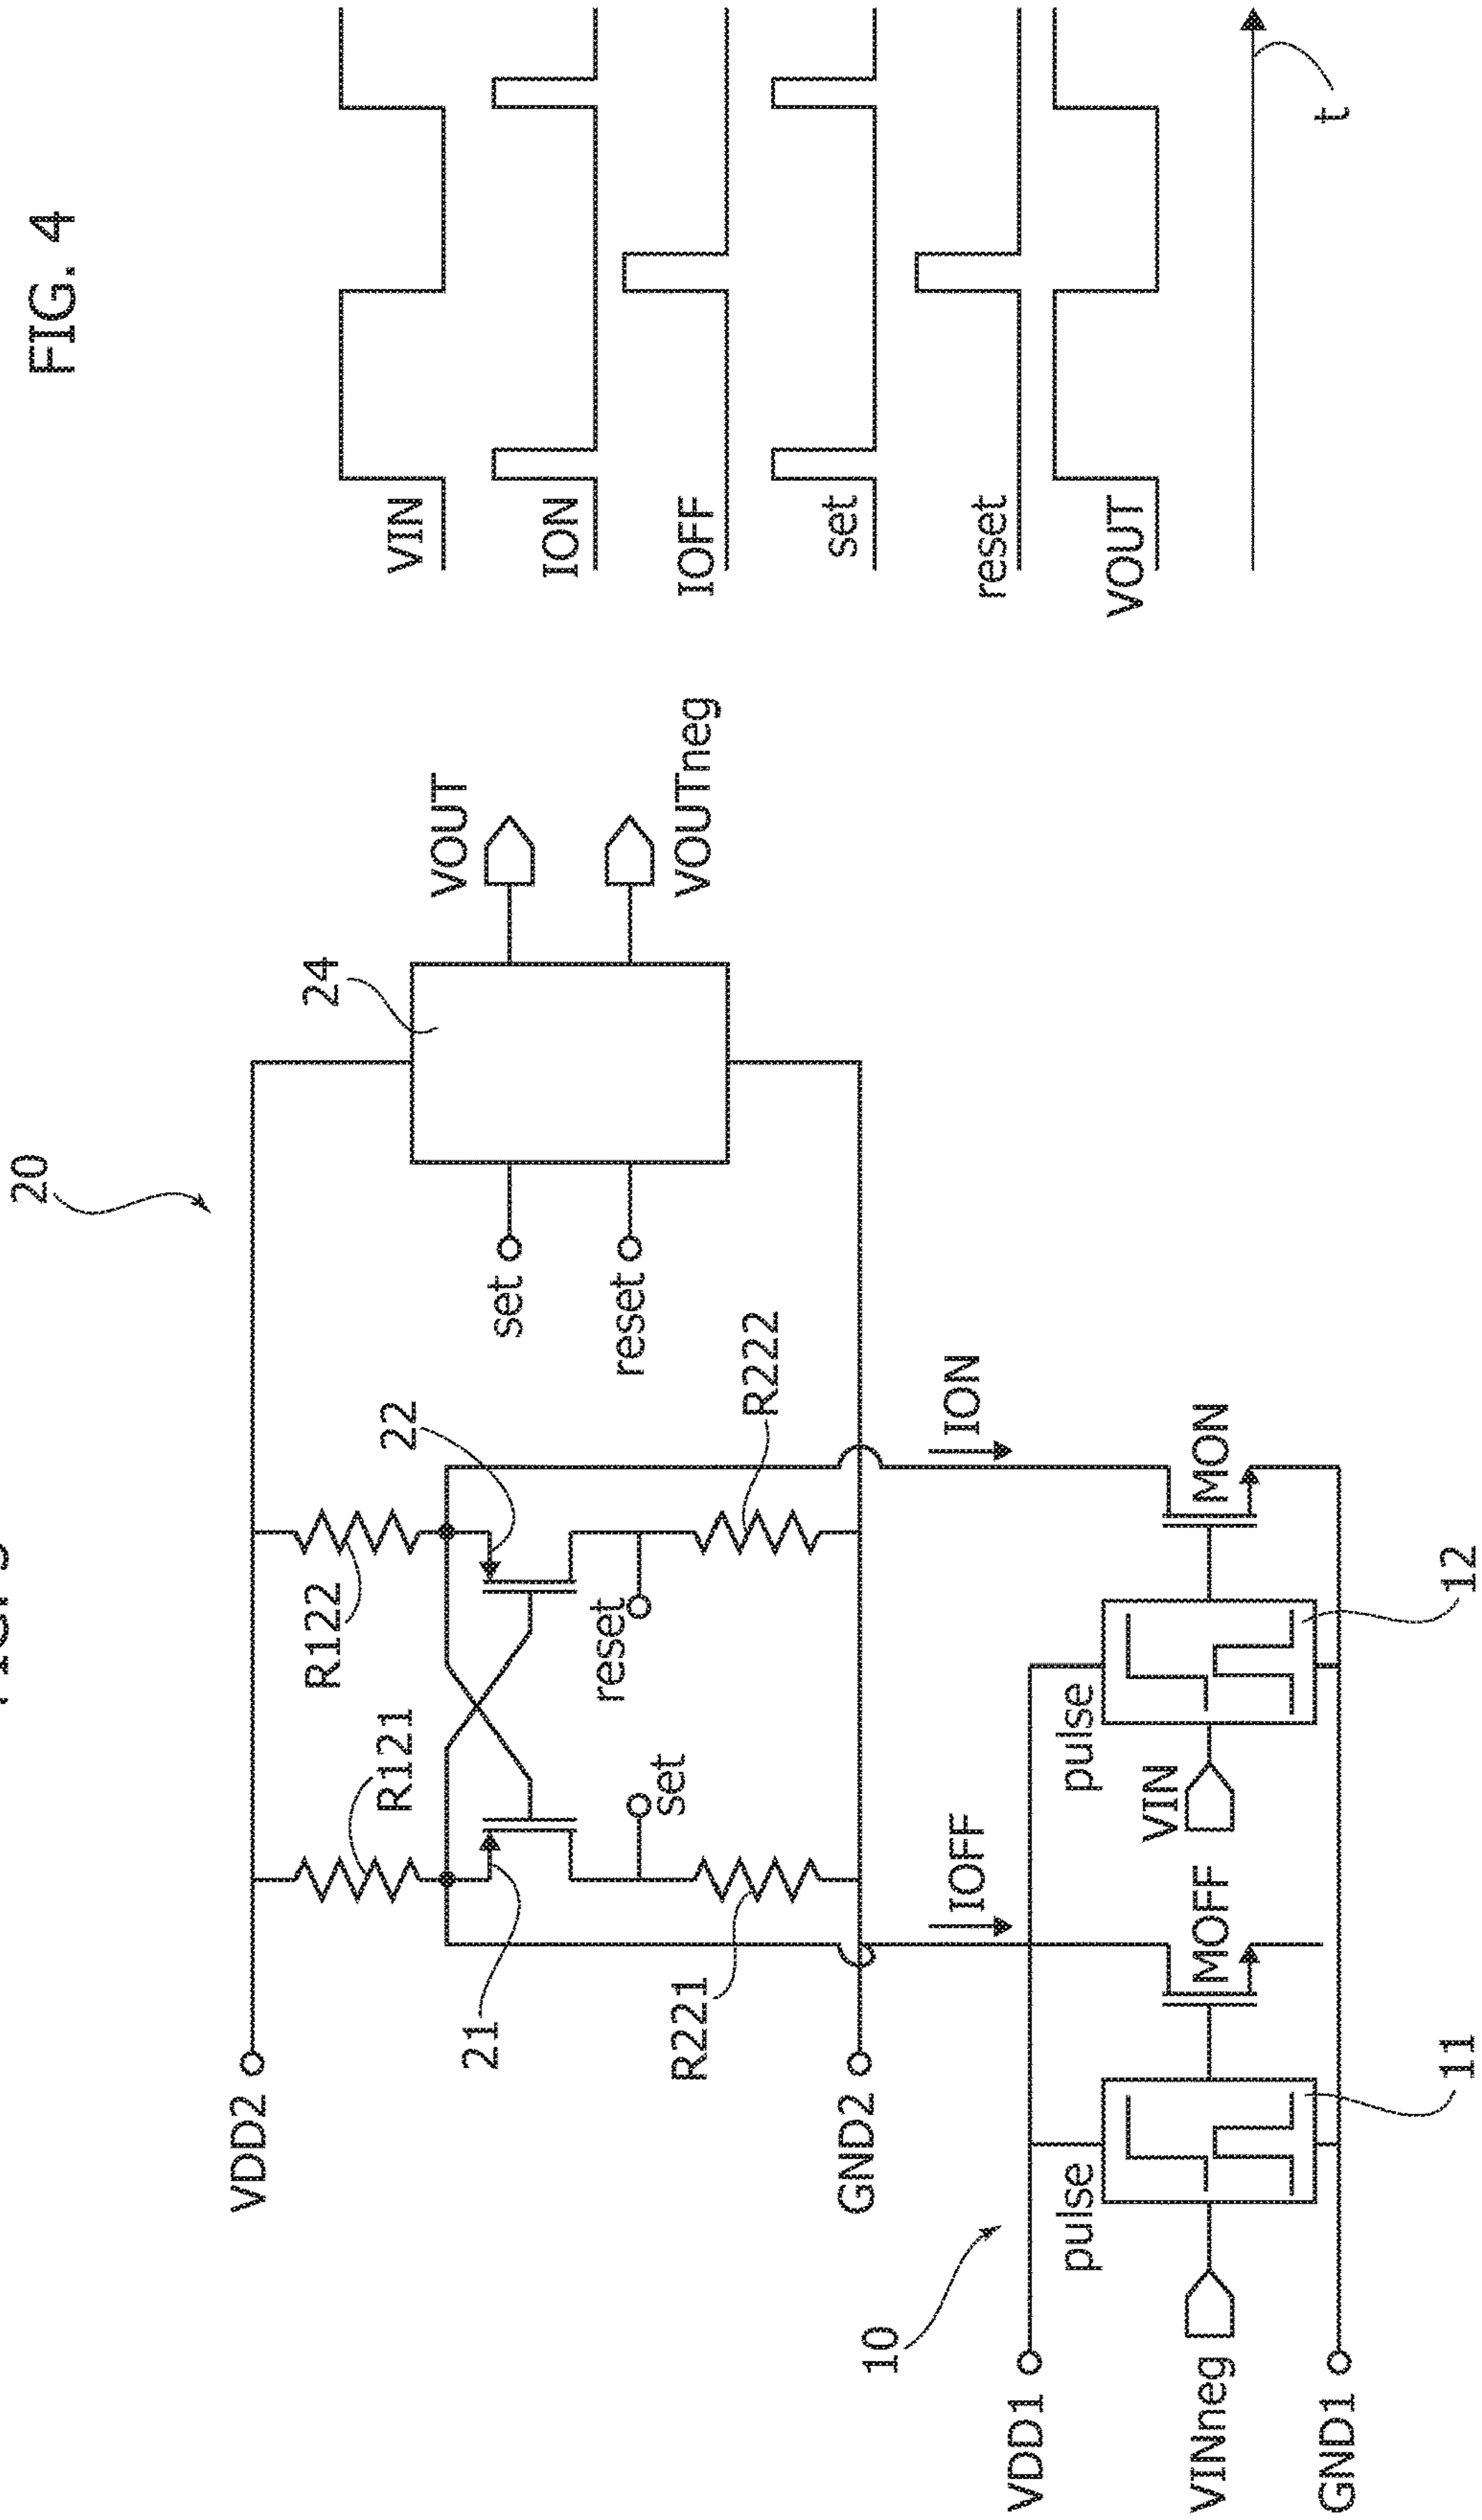 FIG. 4
VIN
ION
IOFF
set
reset
VOUT
t
20
VDD2
R121
R122
21
22
set
reset
R221
R222
GND2
24
set
reset
VOUT
VOUTneg
10
IOFF
ION
VDD1
pulse
pulse
VINneg
VIN
MOFF
MON
11
12
GND1